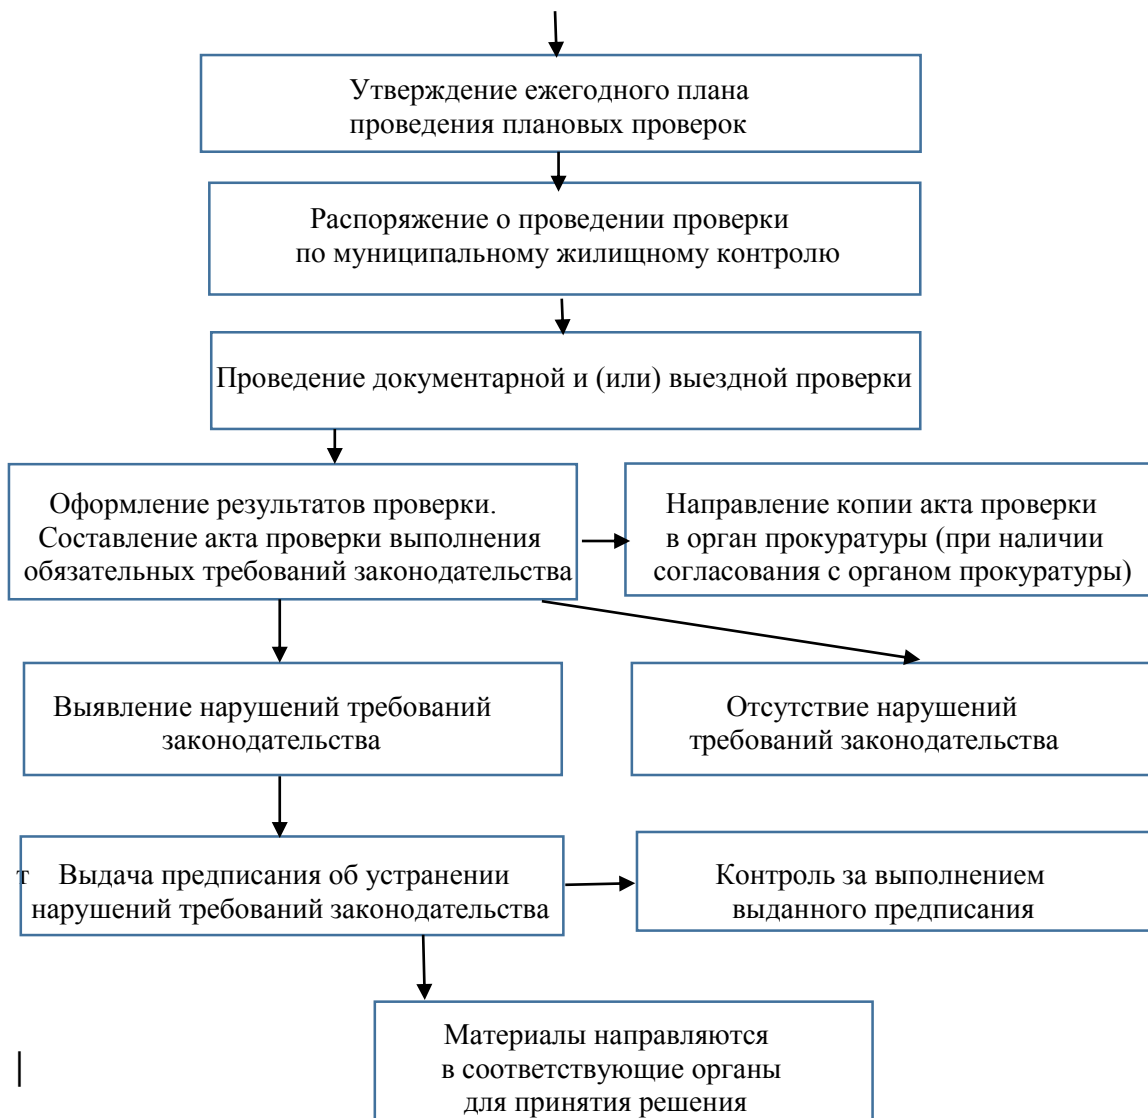 Утверждение ежегодного плана
проведения плановых проверок
Распоряжение о проведении проверки
по муниципальному жилищному контролю
Проведение документарной и (или) выездной проверки
Оформление результатов проверки.
Составление акта проверки выполнения
обязательных требований законодательства
Направление копии акта проверки
в орган прокуратуры (при наличии
согласования с органом прокуратуры)
Выявление нарушений требований
законодательства
Отсутствие нарушений
требований законодательства
т Выдача предписания об устранении
нарушений требований законодательства
Контроль за выполнением
выданного предписания
Материалы направляются
в соответствующие органы
для принятия решения